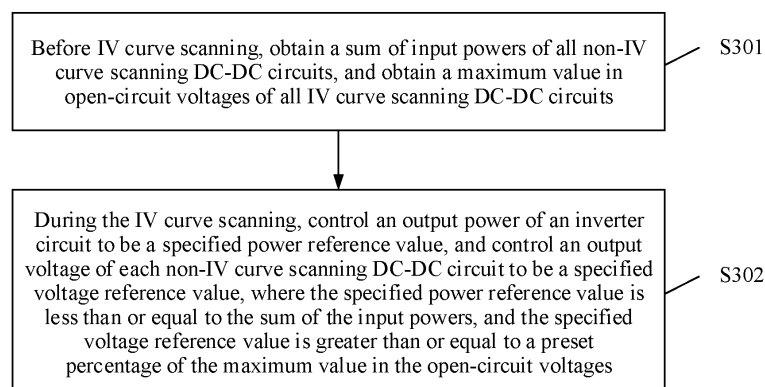 Before IV curve scanning, obtain a sum of input powers of all non-IV
curve scanning DC-DC circuits, and obtain a maximum value in
open-circuit voltages of all IV curve scanning DC-DC circuits
S301
During the IV curve scanning, control an output power of an inverter
circuit to be a specified power reference value, and control an output
voltage of each non-IV curve scanning DC-DC circuit to be a specified
voltage reference value, where the specified power reference value is
less than or equal to the sum of the input powers, and the specified
voltage reference value is greater than or equal to a preset
percentage of the maximum value in the open-circuit voltages
S302